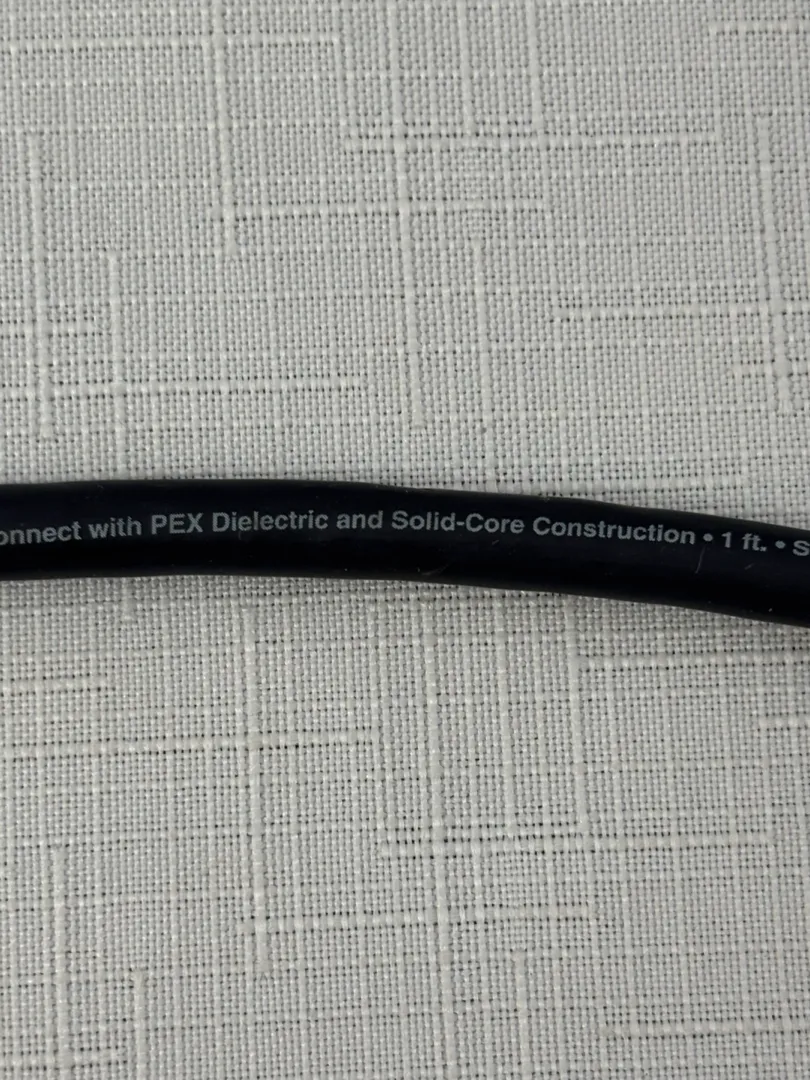 onnect with PEX Dielectric and Solid-Core Construction • 1 ft. • S